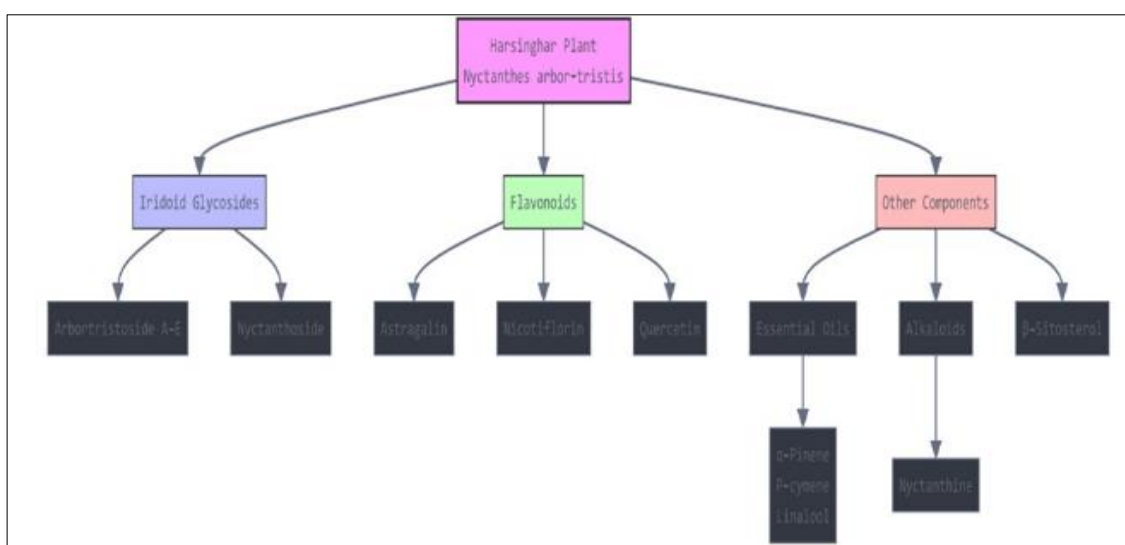 Harsinghar Plant
Nyctanthes arbor-tristis
Iridoid Glycosides
Flavonoids
Other Components
Arbortristoside A-E
Nyctanthoside
Astragalin
Nicotiflorin
Quercetin
Essential Oils
Alkaloids
β-Sitosterol
α-Pinene
P-cymene
Linalool
Nyctanthine